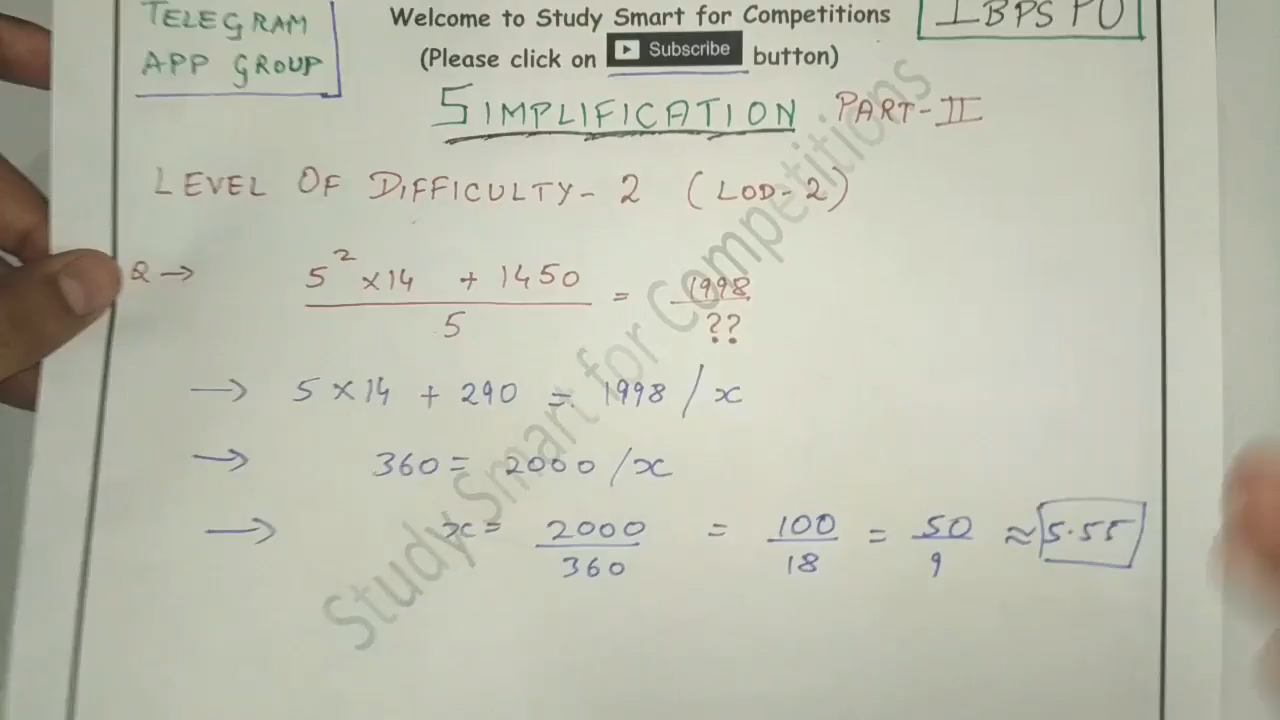 TELEGRAM
APP GROUP
Welcome to Study Smart for Competitions
(Please click on Subscribe button)
IBPS PO
SIMPLIFICATION PART-II
LEVEL OF DIFFICULTY- 2 (LOD-2)
Q → 5² ×14 + 1450 / 5 = 1998 / ??
→ 5 × 14 + 290 = 1998 / x
→ 360 = 2000 / x
→ x = 2000 / 360 = 100 / 18 = 50 / 9 ≈ 5.55
Study Smart for Competitions